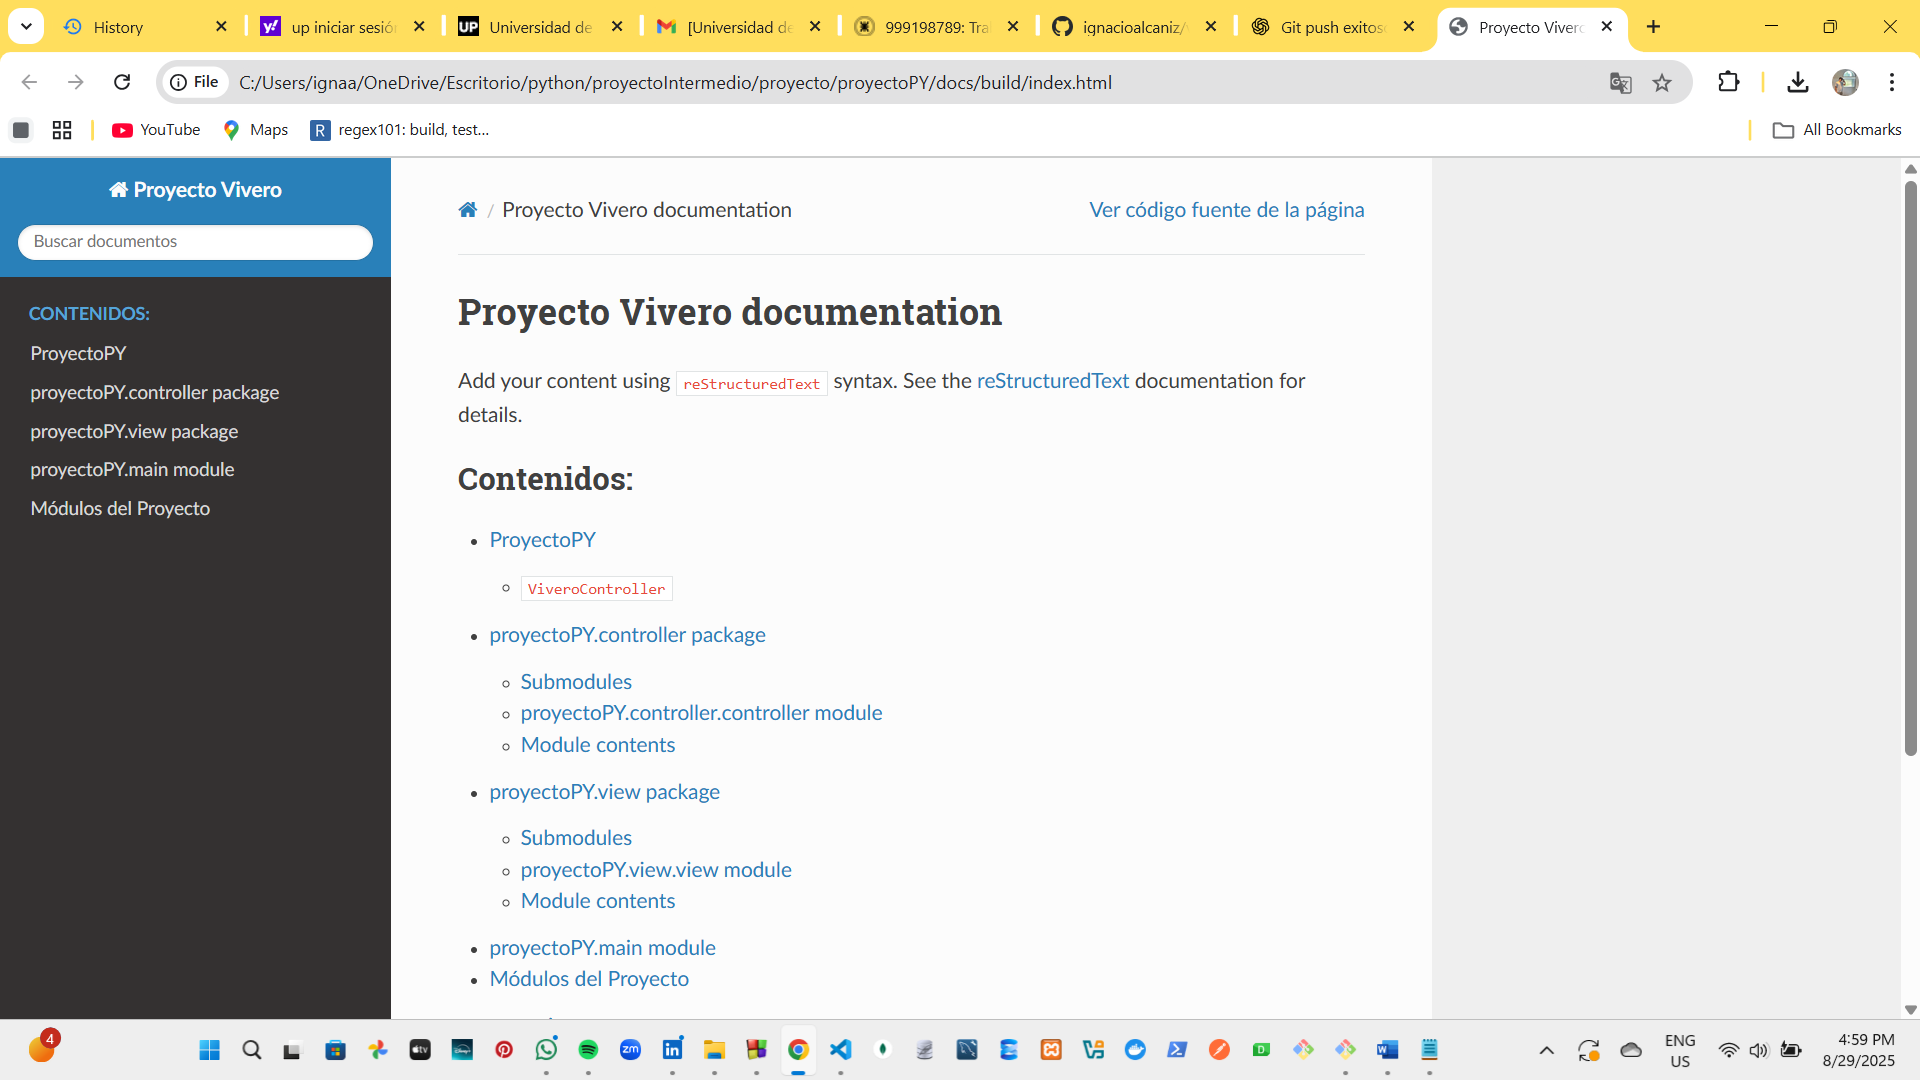 History
up iniciar sesión
Universidad de
[Universidad de
999198789: Tra
ignacioalcaniz/
Git push exitos
Proyecto Vivero
File
C:/Users/ignaa/OneDrive/Escritorio/python/proyectoIntermedio/proyecto/proyectoPY/docs/build/index.html
YouTube
Maps
regex101: build, test...
All Bookmarks
Proyecto Vivero
Buscar documentos
CONTENIDOS:
ProyectoPY
proyectoPY.controller package
proyectoPY.view package
proyectoPY.main module
Módulos del Proyecto
/ Proyecto Vivero documentation
Ver código fuente de la página
Proyecto Vivero documentation
Add your content using reStructuredText syntax. See the reStructuredText documentation for
details.
Contenidos:
ProyectoPY
ViveroController
proyectoPY.controller package
Submodules
proyectoPY.controller.controller module
Module contents
proyectoPY.view package
Submodules
proyectoPY.view.view module
Module contents
proyectoPY.main module
Módulos del Proyecto
4
ENG
US
4:59 PM
8/29/2025